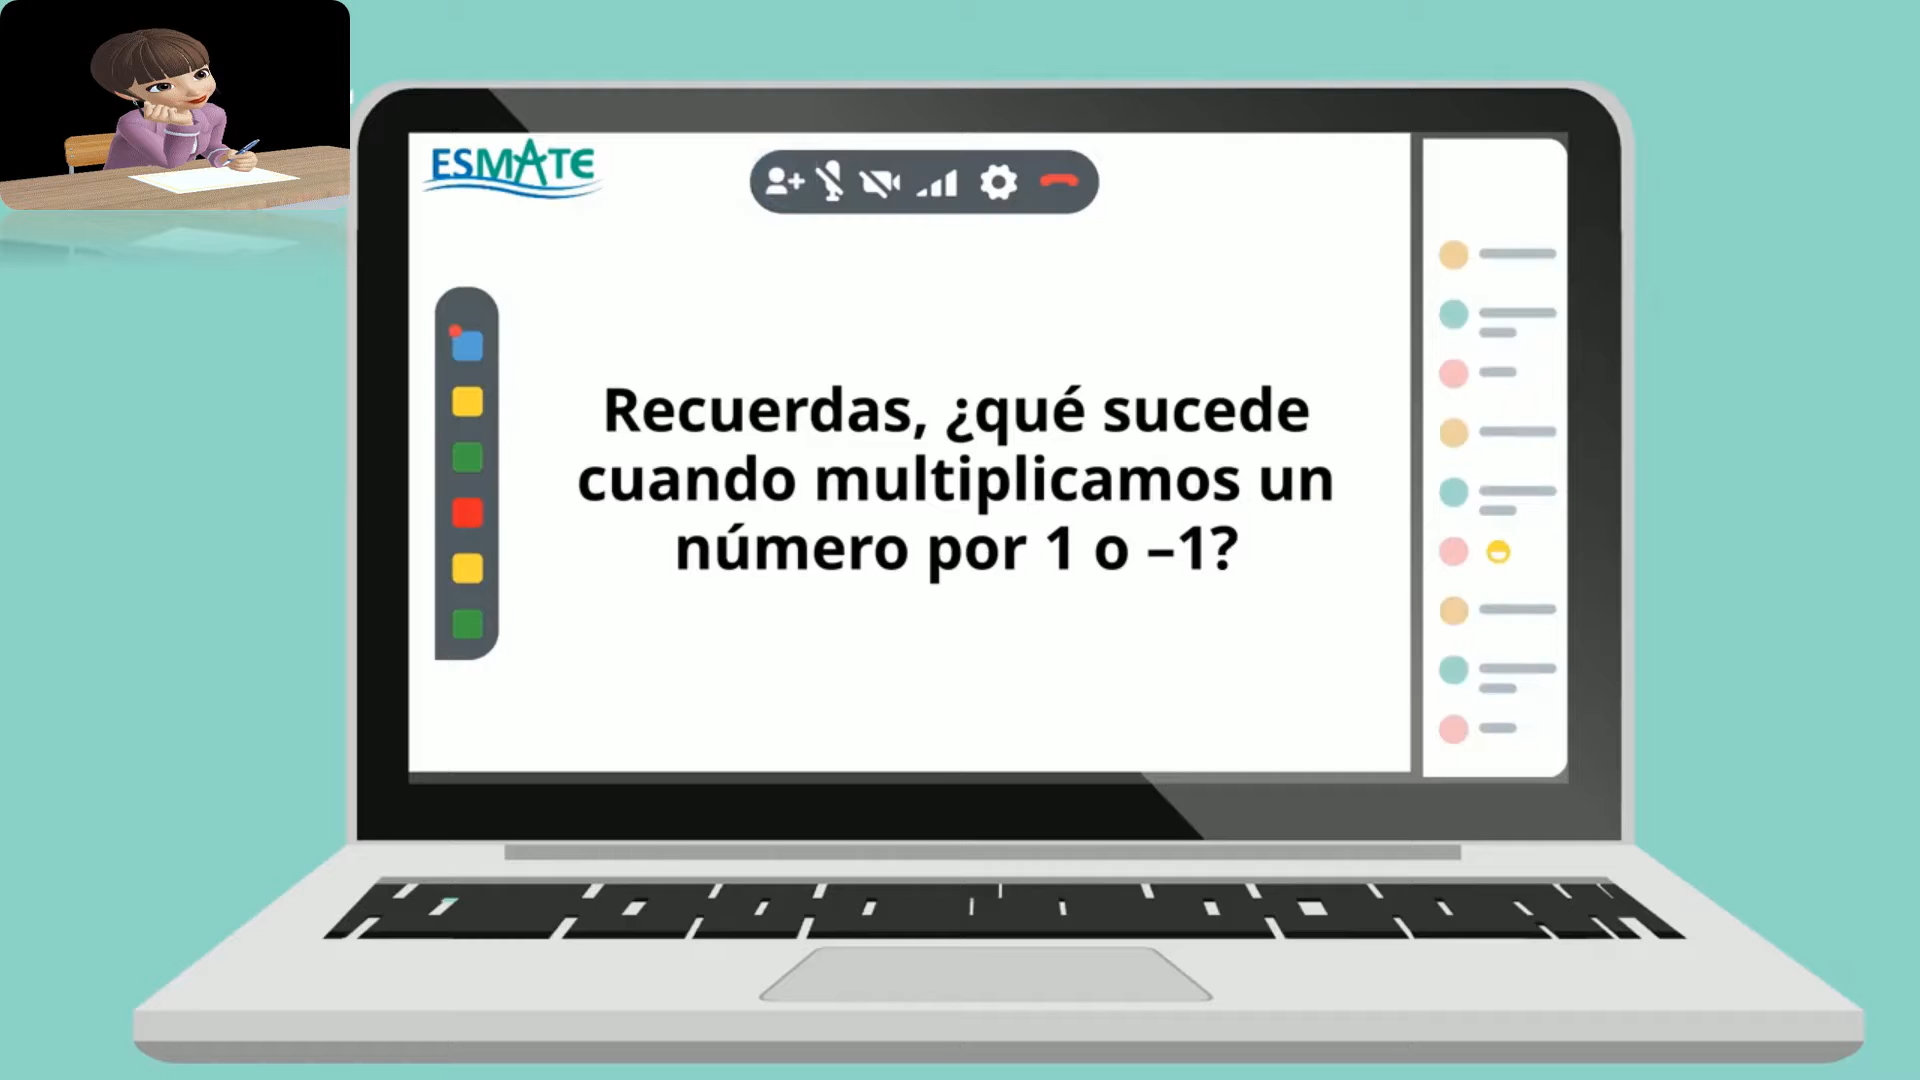 ESMATE
Recuerdas, ¿qué sucede
cuando multiplicamos un
número por 1 o –1?